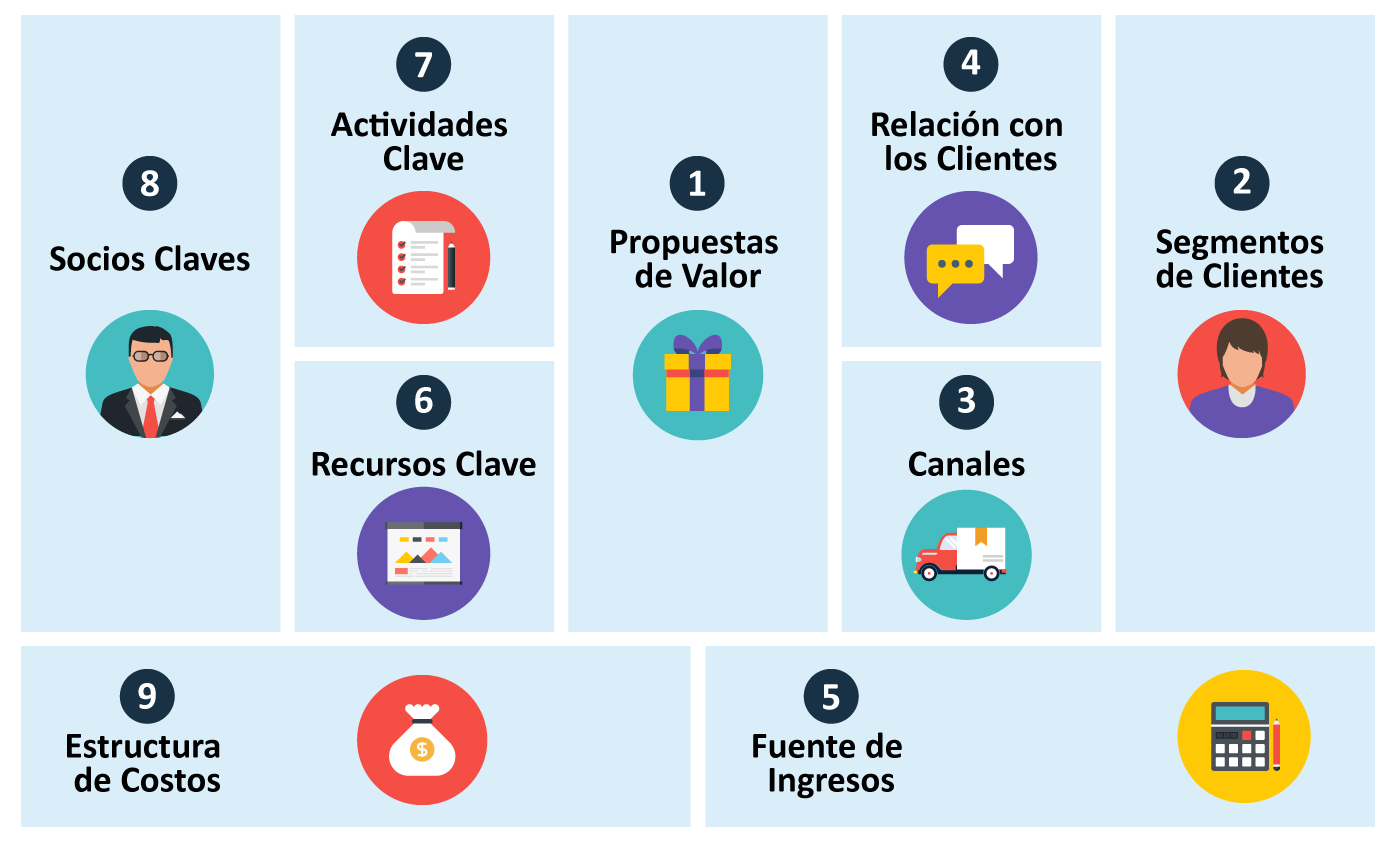 8
Socios Claves
7
Actividades
Clave
6
Recursos Clave
1
Propuestas
de Valor
4
Relación con
los Clientes
3
Canales
2
Segmentos
de Clientes
9
Estructura
de Costos
$
5
Fuente de
Ingresos